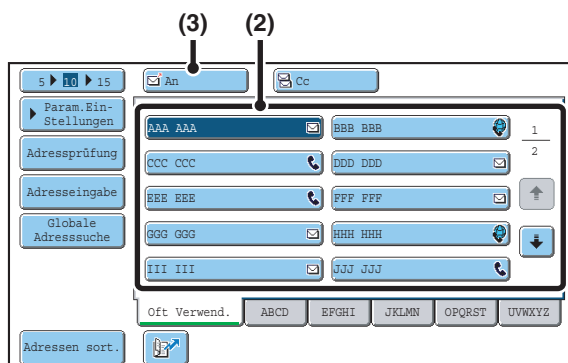 (3) (2)
5 10 15
An
Cc
Param.Ein-
Stellungen
AAA AAA
BBB BBB
1
2
Adressprüfung
CCC CCC
DDD DDD
Adresseingabe
EEE EEE
FFF FFF
Globale
Adresssuche
GGG GGG
HHH HHH
III III
JJJ JJJ
Oft Verwend.
ABCD
EFGHI
JKLMN
OPQRST
UVWXYZ
Adressen sort.